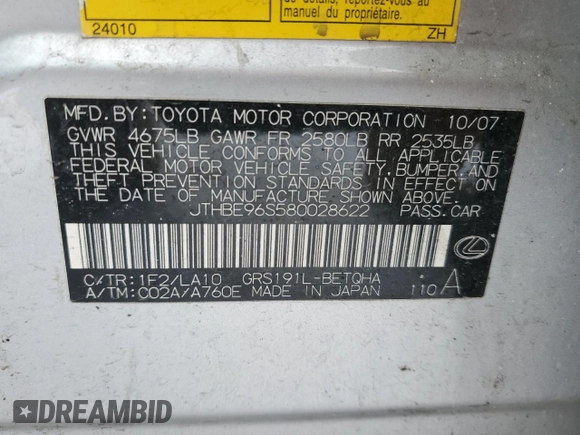 manuel du propriétaire.
24010 ZH
MFD. BY: TOYOTA MOTOR CORPORATION 10/07
GVWR 4675LB GAWR FR 2580LB RR 2535LB
THIS VEHICLE CONFORMS TO ALL APPLICABLE
FEDERAL MOTOR VEHICLE SAFETY, BUMPER, AND
THEFT PREVENTION STANDARDS IN EFFECT ON
THE DATE OF MANUFACTURE SHOWN ABOVE.
JTHBE96S580028622 PASS.CAR
C/TR: 1F2/LA10 GRS191L-BETQHA
A/TM: C02A/A760E MADE IN JAPAN 110 A
DREAMBID